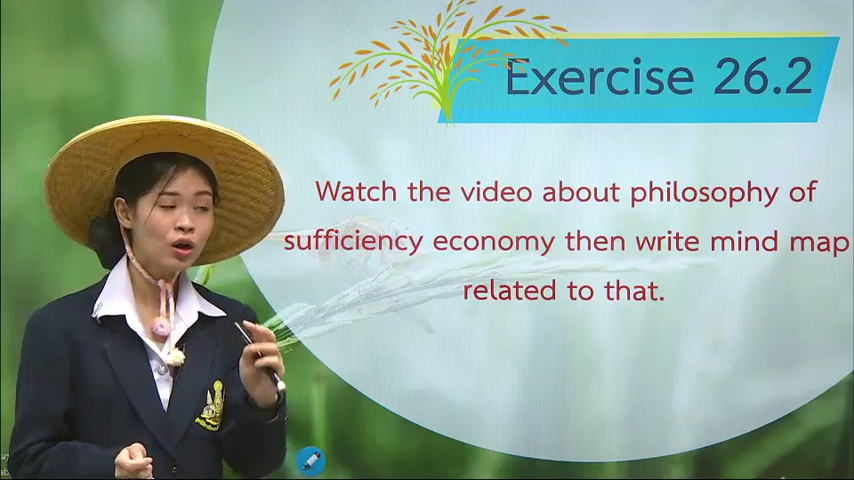 Exercise 26.2
Watch the video about philosophy of
sufficiency economy then write mind map
related to that.